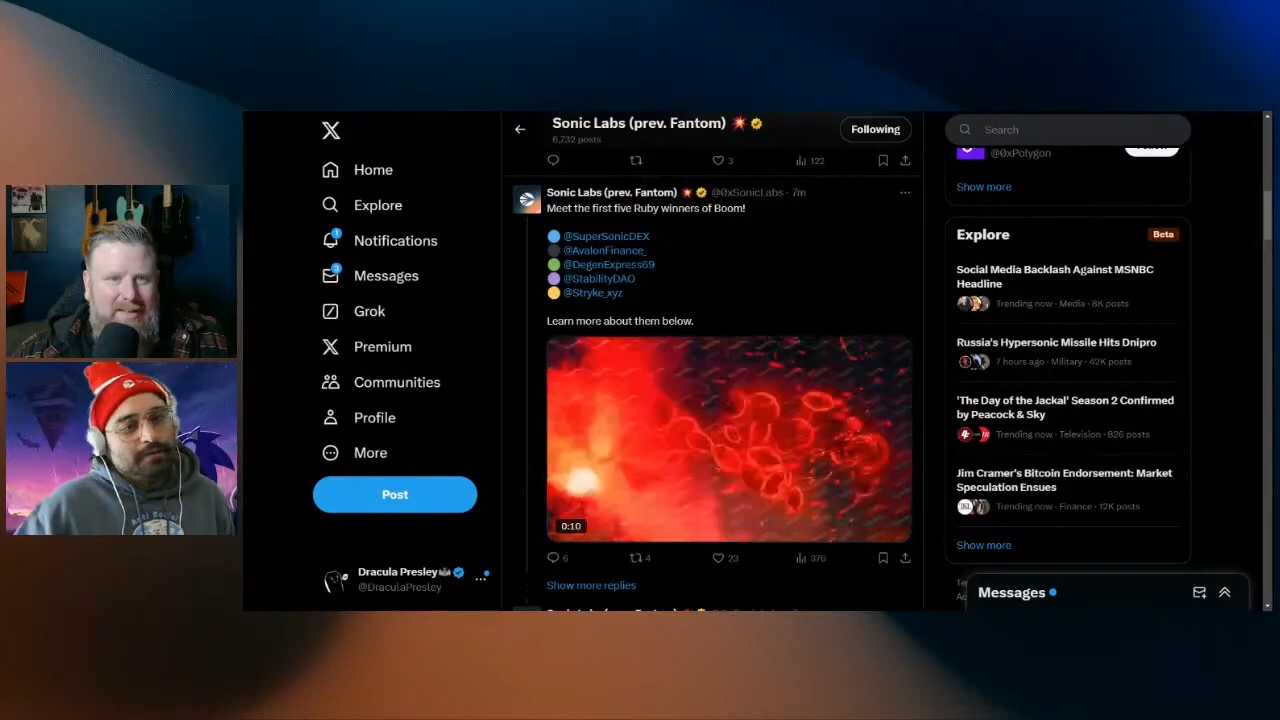 Home
Explore
Notifications
Messages
Grok
Premium
Communities
Profile
More
Post
Dracula Presley
@DraculaPresley
Sonic Labs (prev. Fantom)
6,732 posts
Following
3
122
Sonic Labs (prev. Fantom) @0xSonicLabs · 7m
Meet the first five Ruby winners of Boom!
@SuperSonicDEX
@AvalonFinance_
@DegenExpress69
@StabilityDAO
@Stryke_xyz
Learn more about them below.
0:10
6
4
23
376
Show more replies
Search
@0xPolygon
Show more
Explore
Beta
Social Media Backlash Against MSNBC
Headline
Trending now · Media · 8K posts
Russia's Hypersonic Missile Hits Dnipro
7 hours ago · Military · 42K posts
'The Day of the Jackal' Season 2 Confirmed
by Peacock & Sky
Trending now · Television · 826 posts
Jim Cramer's Bitcoin Endorsement: Market
Speculation Ensues
Trending now · Finance · 12K posts
Show more
Messages